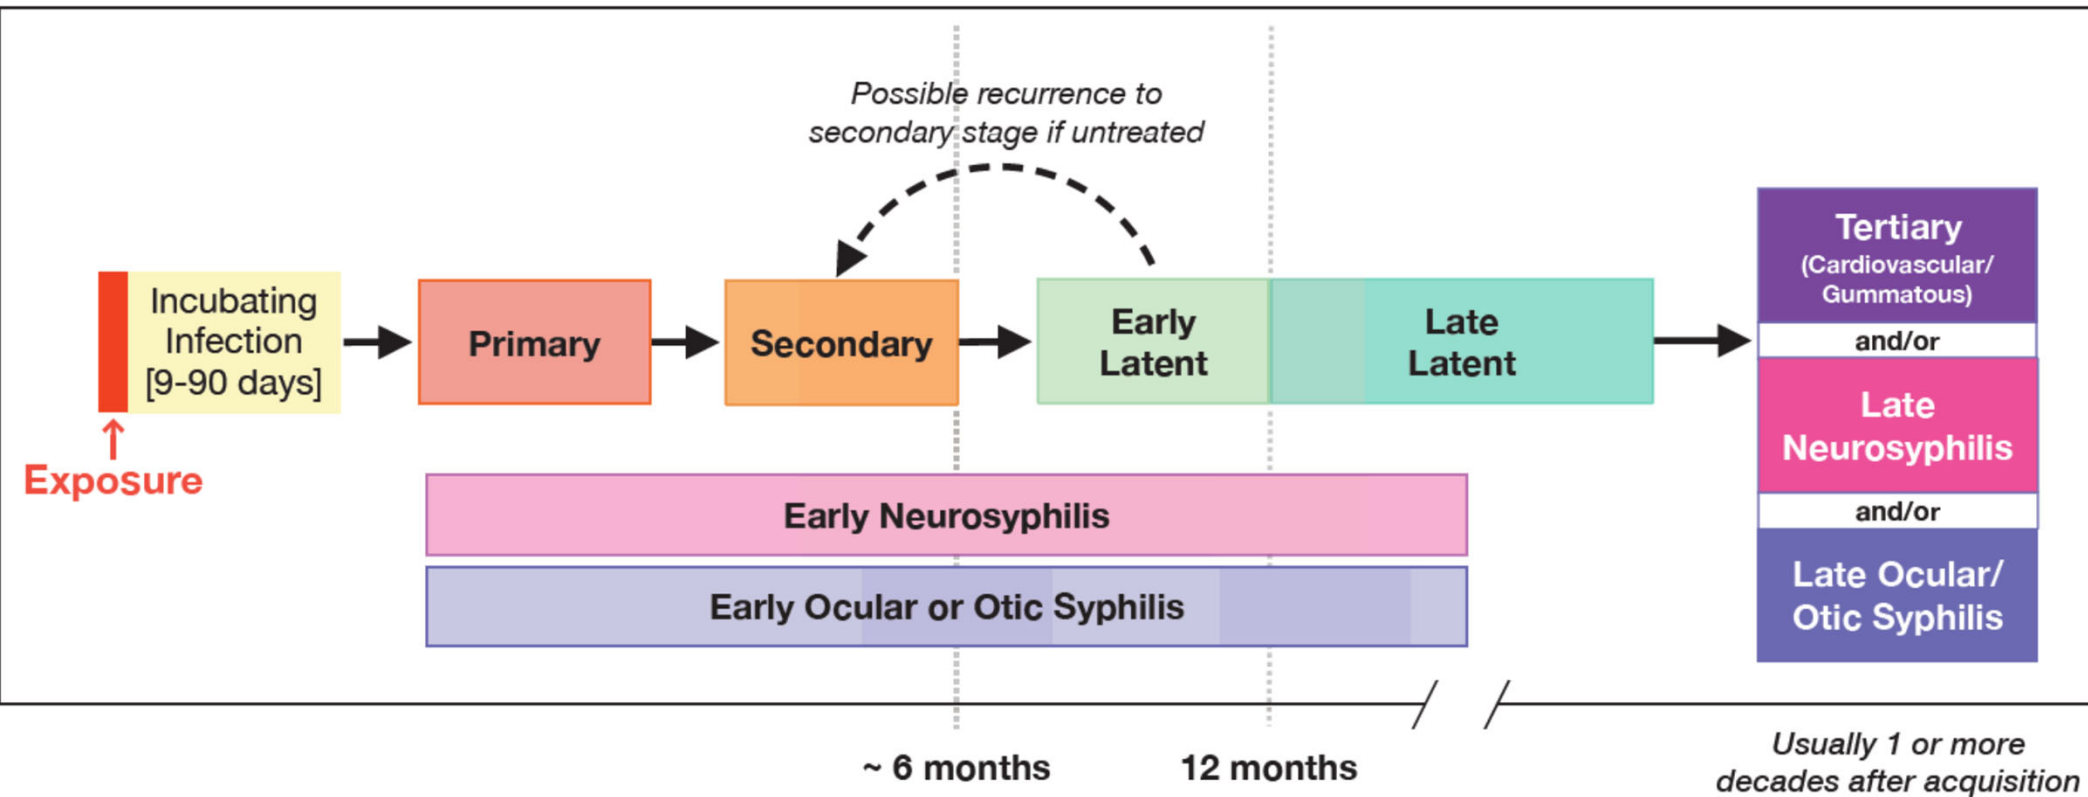 Possible recurrence to
secondary stage if untreated
Incubating
Infection
[9-90 days]
Exposure
Primary
Secondary
Early
Latent
Late
Latent
Tertiary
(Cardiovascular/
Gummatous)
and/or
Late
Neurosyphilis
and/or
Late Ocular/
Otic Syphilis
Early Neurosyphilis
Early Ocular or Otic Syphilis
~ 6 months
12 months
Usually 1 or more
decades after acquisition